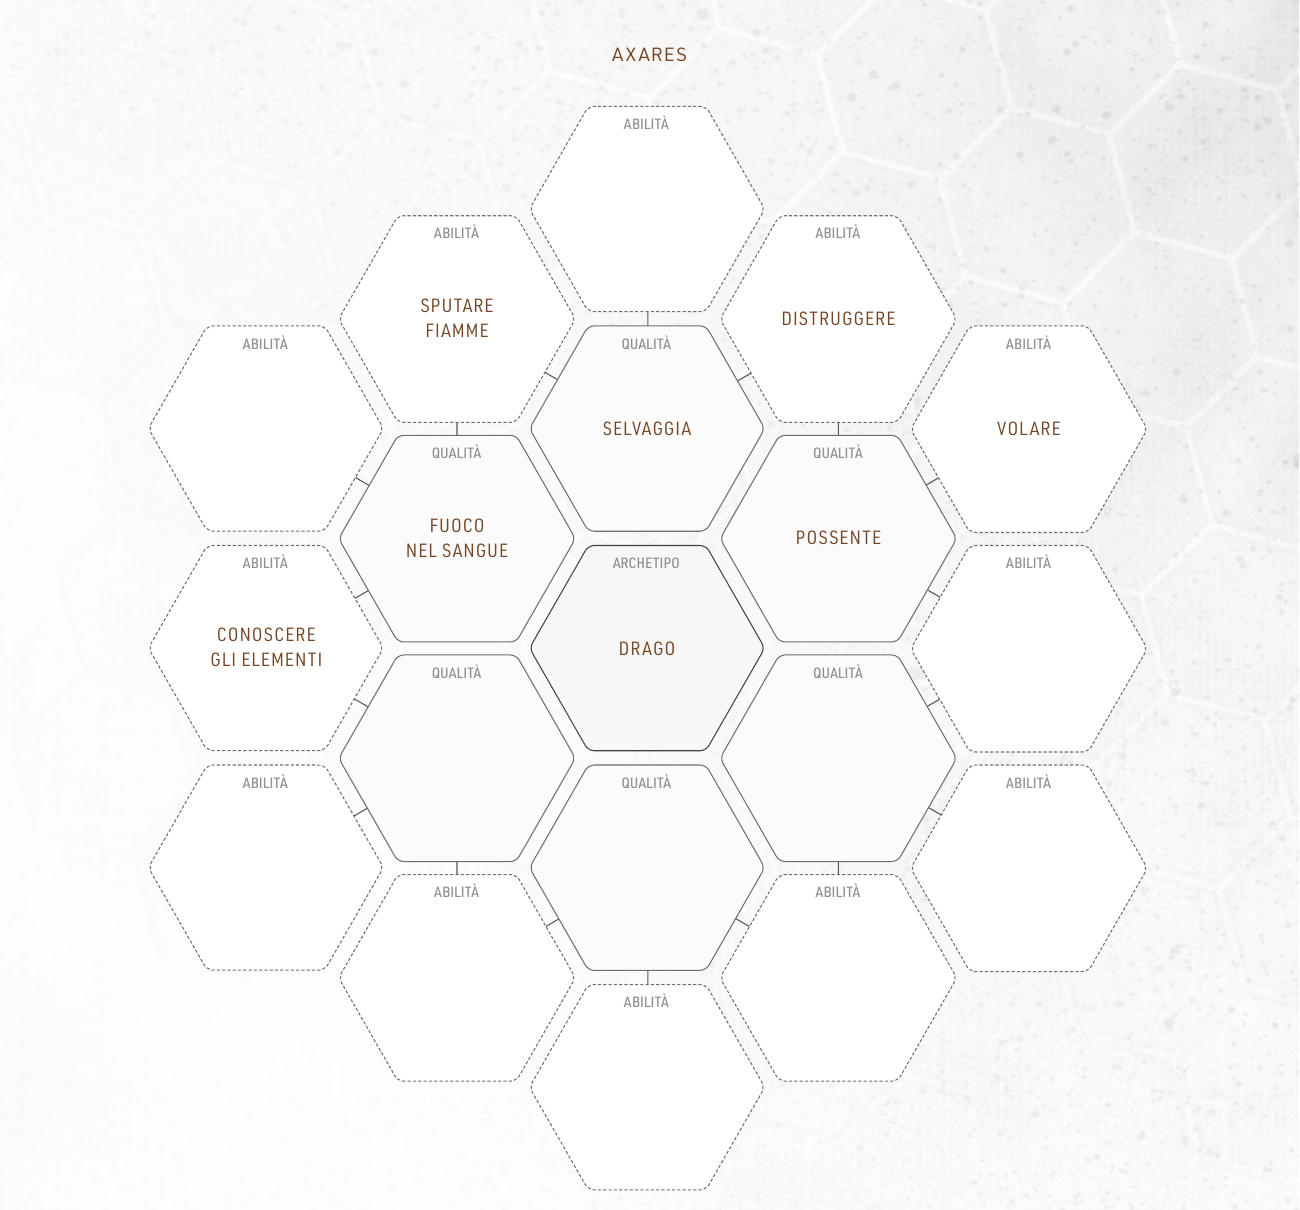 AXARES
ABILITÀ
ABILITÀ
SPUTARE
FIAMME
ABILITÀ
DISTRUGGERE
ABILITÀ
QUALITÀ
SELVAGGIA
ABILITÀ
VOLARE
QUALITÀ
FUOCO
NEL SANGUE
QUALITÀ
POSSENTE
ABILITÀ
CONOSCERE
GLI ELEMENTI
ARCHETIPO
DRAGO
ABILITÀ
QUALITÀ
QUALITÀ
ABILITÀ
QUALITÀ
ABILITÀ
ABILITÀ
ABILITÀ
ABILITÀ